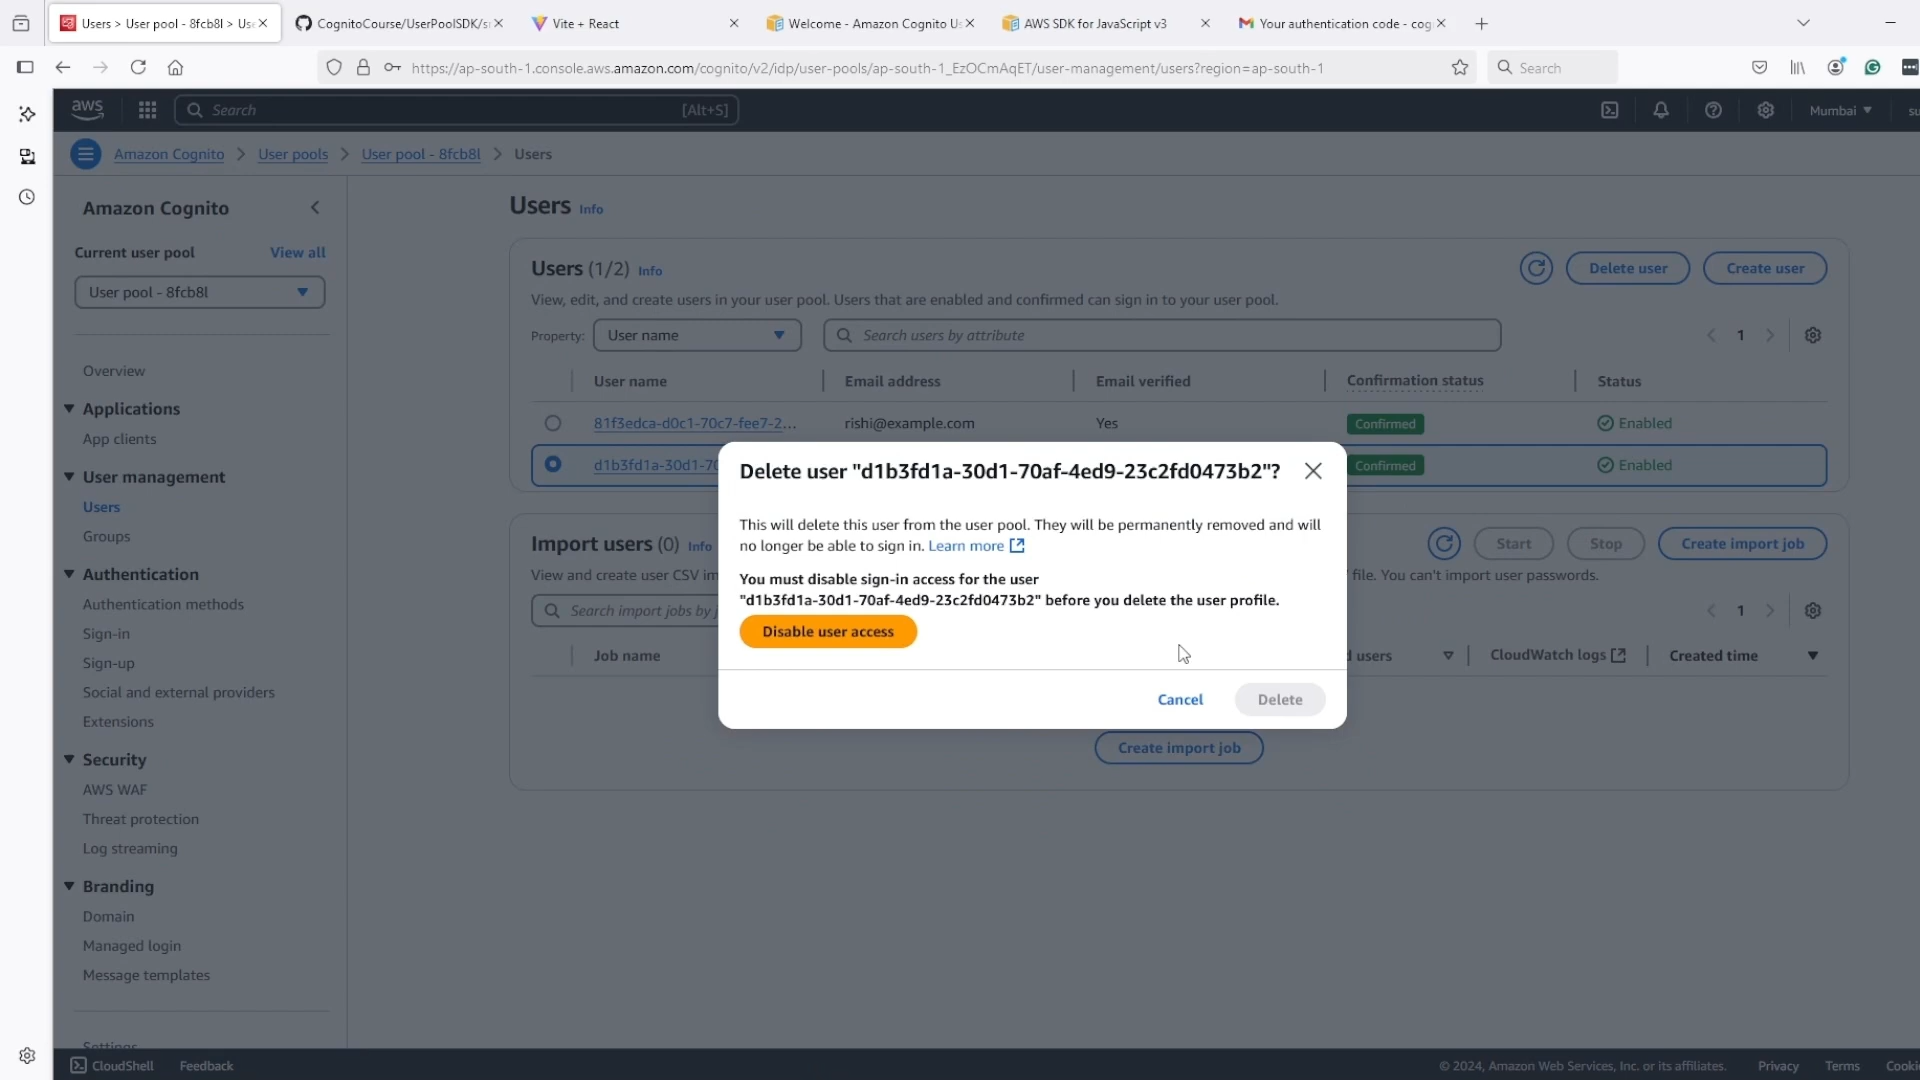 Users > User pool - 8fcb8l > Us
CognitoCourse/UserPoolSDK/s
Vite + React
Welcome - Amazon Cognito Us
AWS SDK for JavaScript v3
Your authentication code - cog
https://ap-south-1.console.aws.amazon.com/cognito/v2/idp/user-pools/ap-south-1_EzOCmAqET/user-management/users?region=ap-south-1
Search
aws
Search
[Alt+S]
Mumbai
su
Amazon Cognito
User pools
User pool - 8fcb8l
Users
Amazon Cognito
Current user pool
View all
User pool - 8fcb8l
Overview
Applications
App clients
User management
Users
Groups
Authentication
Authentication methods
Sign-in
Sign-up
Social and external providers
Extensions
Security
AWS WAF
Threat protection
Log streaming
Branding
Domain
Managed login
Message templates
Settings
Users Info
Users (1/2) Info
Delete user
Create user
View, edit, and create users in your user pool. Users that are enabled and confirmed can sign in to your user pool.
Property:
User name
Search users by attribute
1
User name
Email address
Email verified
Confirmation status
Status
81f3edca-d0c1-70c7-fee7-2...
rishi@example.com
Yes
Confirmed
Enabled
d1b3fd1a-30d1-70
Confirmed
Enabled
Delete user "d1b3fd1a-30d1-70af-4ed9-23c2fd0473b2"?
This will delete this user from the user pool. They will be permanently removed and will
no longer be able to sign in. Learn more
You must disable sign-in access for the user
"d1b3fd1a-30d1-70af-4ed9-23c2fd0473b2" before you delete the user profile.
Disable user access
Cancel
Delete
Import users (0) Info
Start
Stop
Create import job
View and create user CSV im
file. You can't import user passwords.
Search import jobs by j
1
Job name
d users
CloudWatch logs
Created time
Create import job
CloudShell
Feedback
© 2024, Amazon Web Services, Inc. or its affiliates.
Privacy
Terms
Cooki